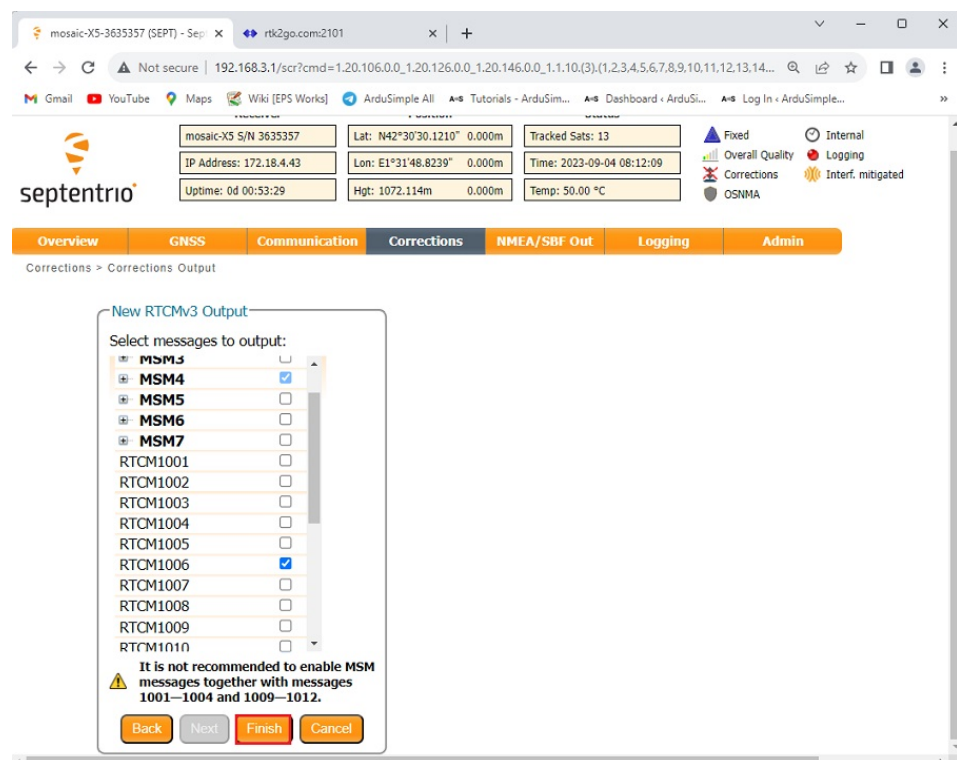 mosaic-X5-3635357 (SEPT) - Sep
rtk2go.com:2101
Not secure | 192.168.3.1/scr?cmd=1.20.106.0.0_1.20.126.0.0_1.20.146.0.0_1.1.10.(3).(1,2,3,4,5,6,7,8,9,10,11,12,13,14...
Gmail YouTube Maps Wiki [EPS Works] ArduSimple All Tutorials - ArduSim... Dashboard ‹ ArduSi... Log In ‹ ArduSimple... »
Receiver Position Status
septentrio
mosaic-X5 S/N 3635357
IP Address: 172.18.4.43
Uptime: 0d 00:53:29
Lat: N42°30'30.1210" 0.000m
Lon: E1°31'48.8239" 0.000m
Hgt: 1072.114m 0.000m
Tracked Sats: 13
Time: 2023-09-04 08:12:09
Temp: 50.00 °C
Fixed
Overall Quality
Corrections
OSNMA
Internal
Logging
Interf. mitigated
Overview GNSS Communication Corrections NMEA/SBF Out Logging Admin
Corrections > Corrections Output
New RTCMv3 Output
Select messages to output:
MSM3
MSM4
MSM5
MSM6
MSM7
RTCM1001
RTCM1002
RTCM1003
RTCM1004
RTCM1005
RTCM1006
RTCM1007
RTCM1008
RTCM1009
RTCM1010
It is not recommended to enable MSM
messages together with messages
1001—1004 and 1009—1012.
Back Next Finish Cancel